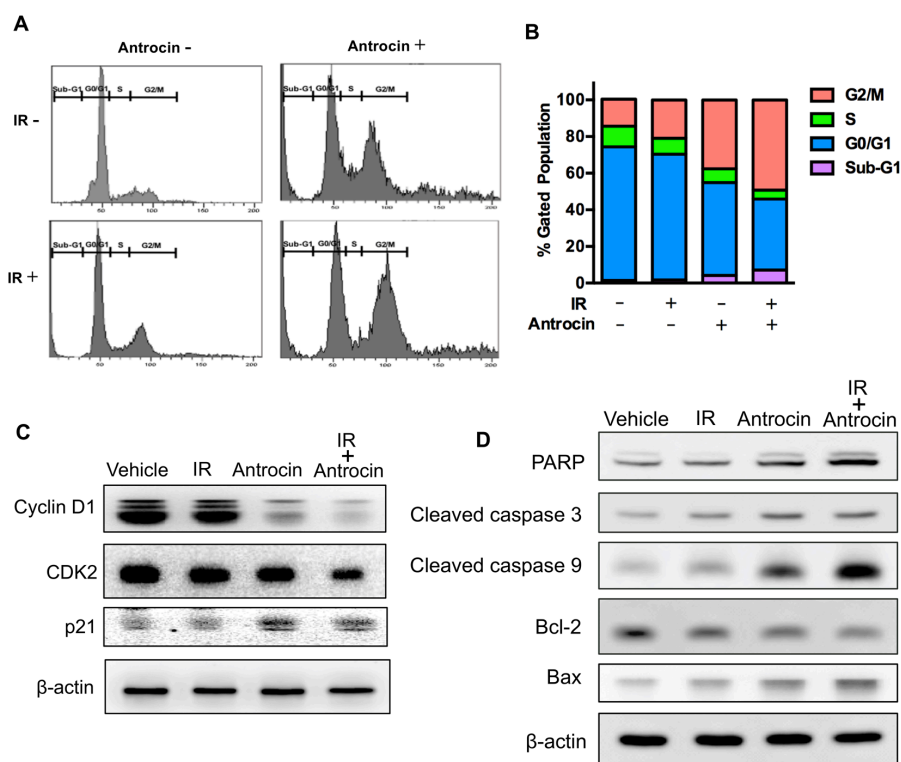 A
Antrocin -
Antrocin +
IR -
Sub-G1 G0/G1 S G2/M
0 50 100 150 200
Sub-G1 G0/G1 S G2/M
50 100 150 200
IR +
Sub-G1 G0/G1 S G2/M
0 50 100 150 200
Sub-G1 G0/G1 S G2/M
50 100 150 200
B
% Gated Population
100
80
60
40
20
0
G2/M
S
G0/G1
Sub-G1
IR - + - +
Antrocin - - + +
C
Vehicle IR Antrocin IR + Antrocin
Cyclin D1
CDK2
p21
β-actin
D
Vehicle IR Antrocin IR + Antrocin
PARP
Cleaved caspase 3
Cleaved caspase 9
Bcl-2
Bax
β-actin